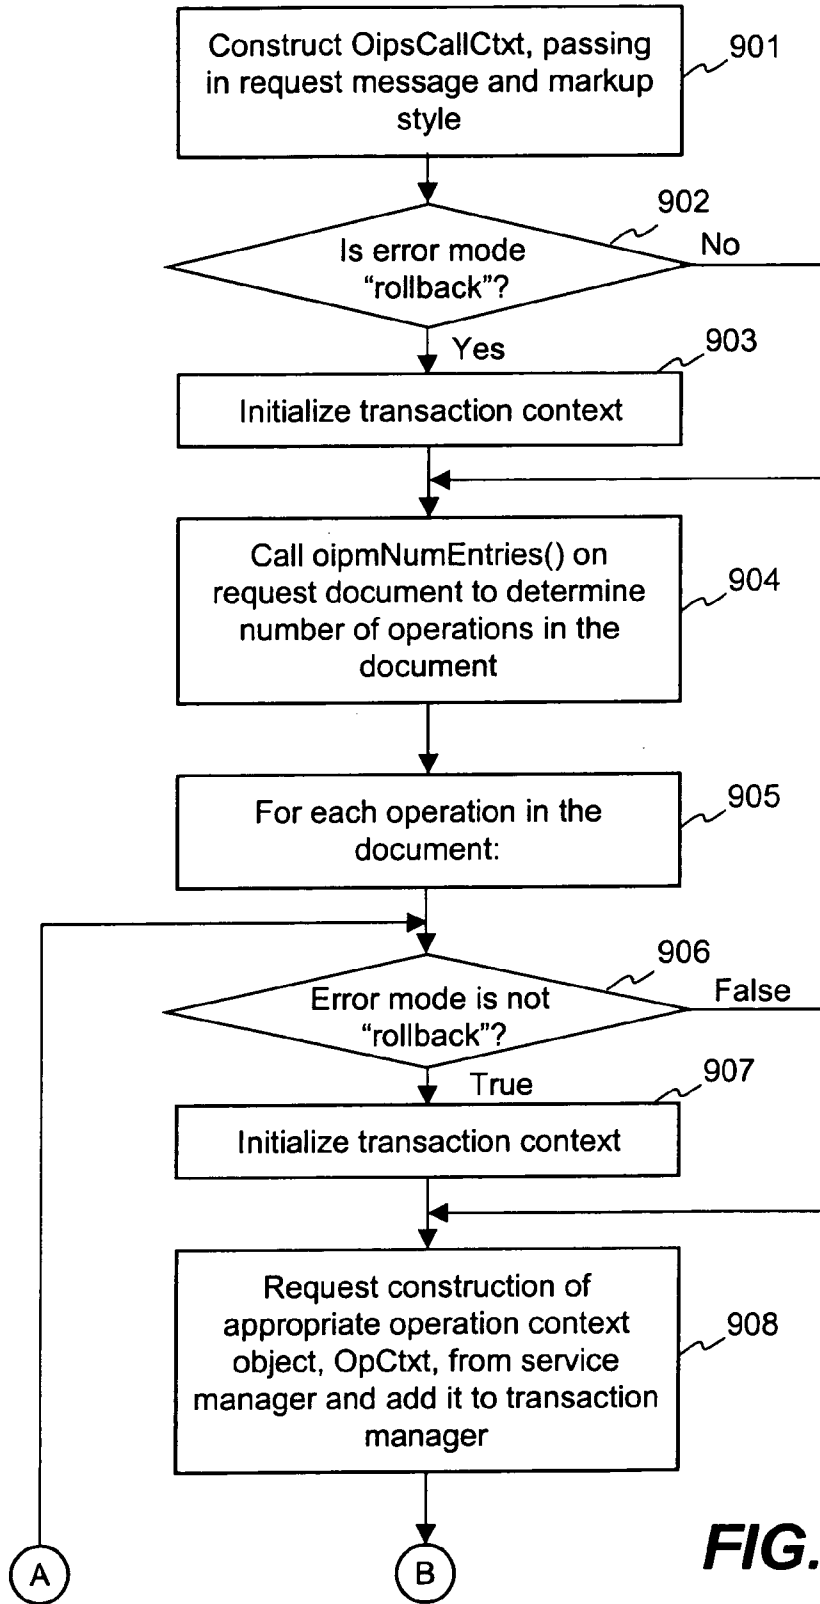 Construct OipsCallCtxt, passing
in request message and markup
style
901
902
Is error mode
“rollback”?
No
Yes
903
Initialize transaction context
Call oipmNumEntries() on
request document to determine
number of operations in the
document
904
For each operation in the
document:
905
906
Error mode is not
“rollback”?
False
True
907
Initialize transaction context
Request construction of
appropriate operation context
object, OpCtxt, from service
manager and add it to transaction
manager
908
A
B
FIG.